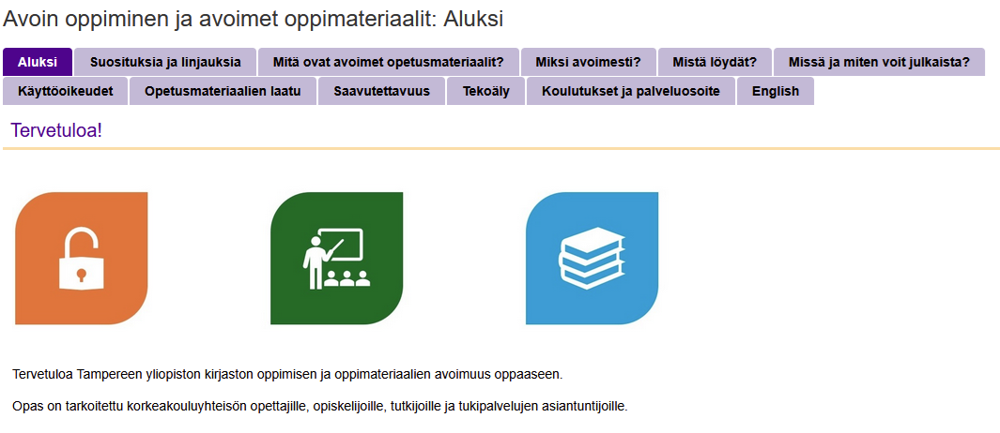 Avoin oppiminen ja avoimet oppimateriaalit: Aluksi
Aluksi Suosituksia ja linjauksia Mitä ovat avoimet opetusmateriaalit? Miksi avoimesti? Mistä löydät? Missä ja miten voit julkaista?
Käyttöoikeudet Opetusmateriaalien laatu Saavutettavuus Tekoäly Koulutukset ja palveluosoite English
Tervetuloa!
Tervetuloa Tampereen yliopiston kirjaston oppimisen ja oppimateriaalien avoimuus oppaaseen.
Opas on tarkoitettu korkeakouluyhteisön opettajille, opiskelijoille, tutkijoille ja tukipalvelujen asiantuntijoille.